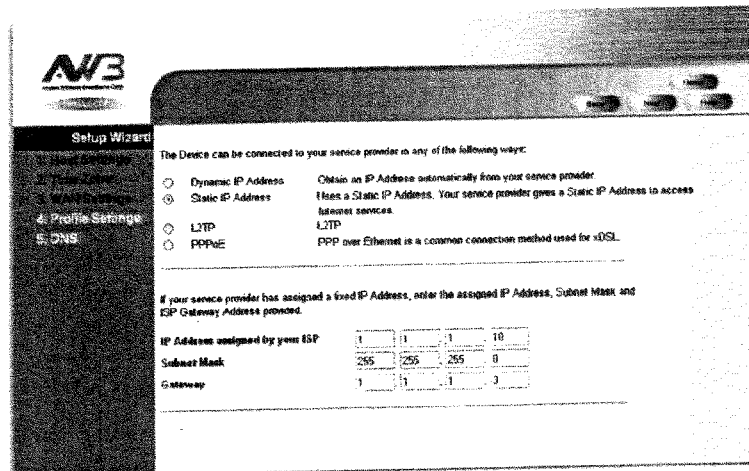 AW3
Setup Wizard
4. Profile Settings
5. DNS
The Device can be connected to your service provider in any of the following ways:
Dynamic IP Address Obtain an IP Address automatically from your service provider.
Static IP Address Uses a Static IP Address. Your service provider gives a Static IP Address to access
Internet services.
L2TP L2TP
PPPoE PPP over Ethernet is a common connection method used for xDSL.
If your service provider has assigned a fixed IP Address, enter the assigned IP Address, Subnet Mask and
ISP Gateway Address provided.
IP Address assigned by your ISP 1 . 1 . 1 . 10
Subnet Mask 255 . 255 . 255 . 0
Gateway 1 . 1 . 1 . 3